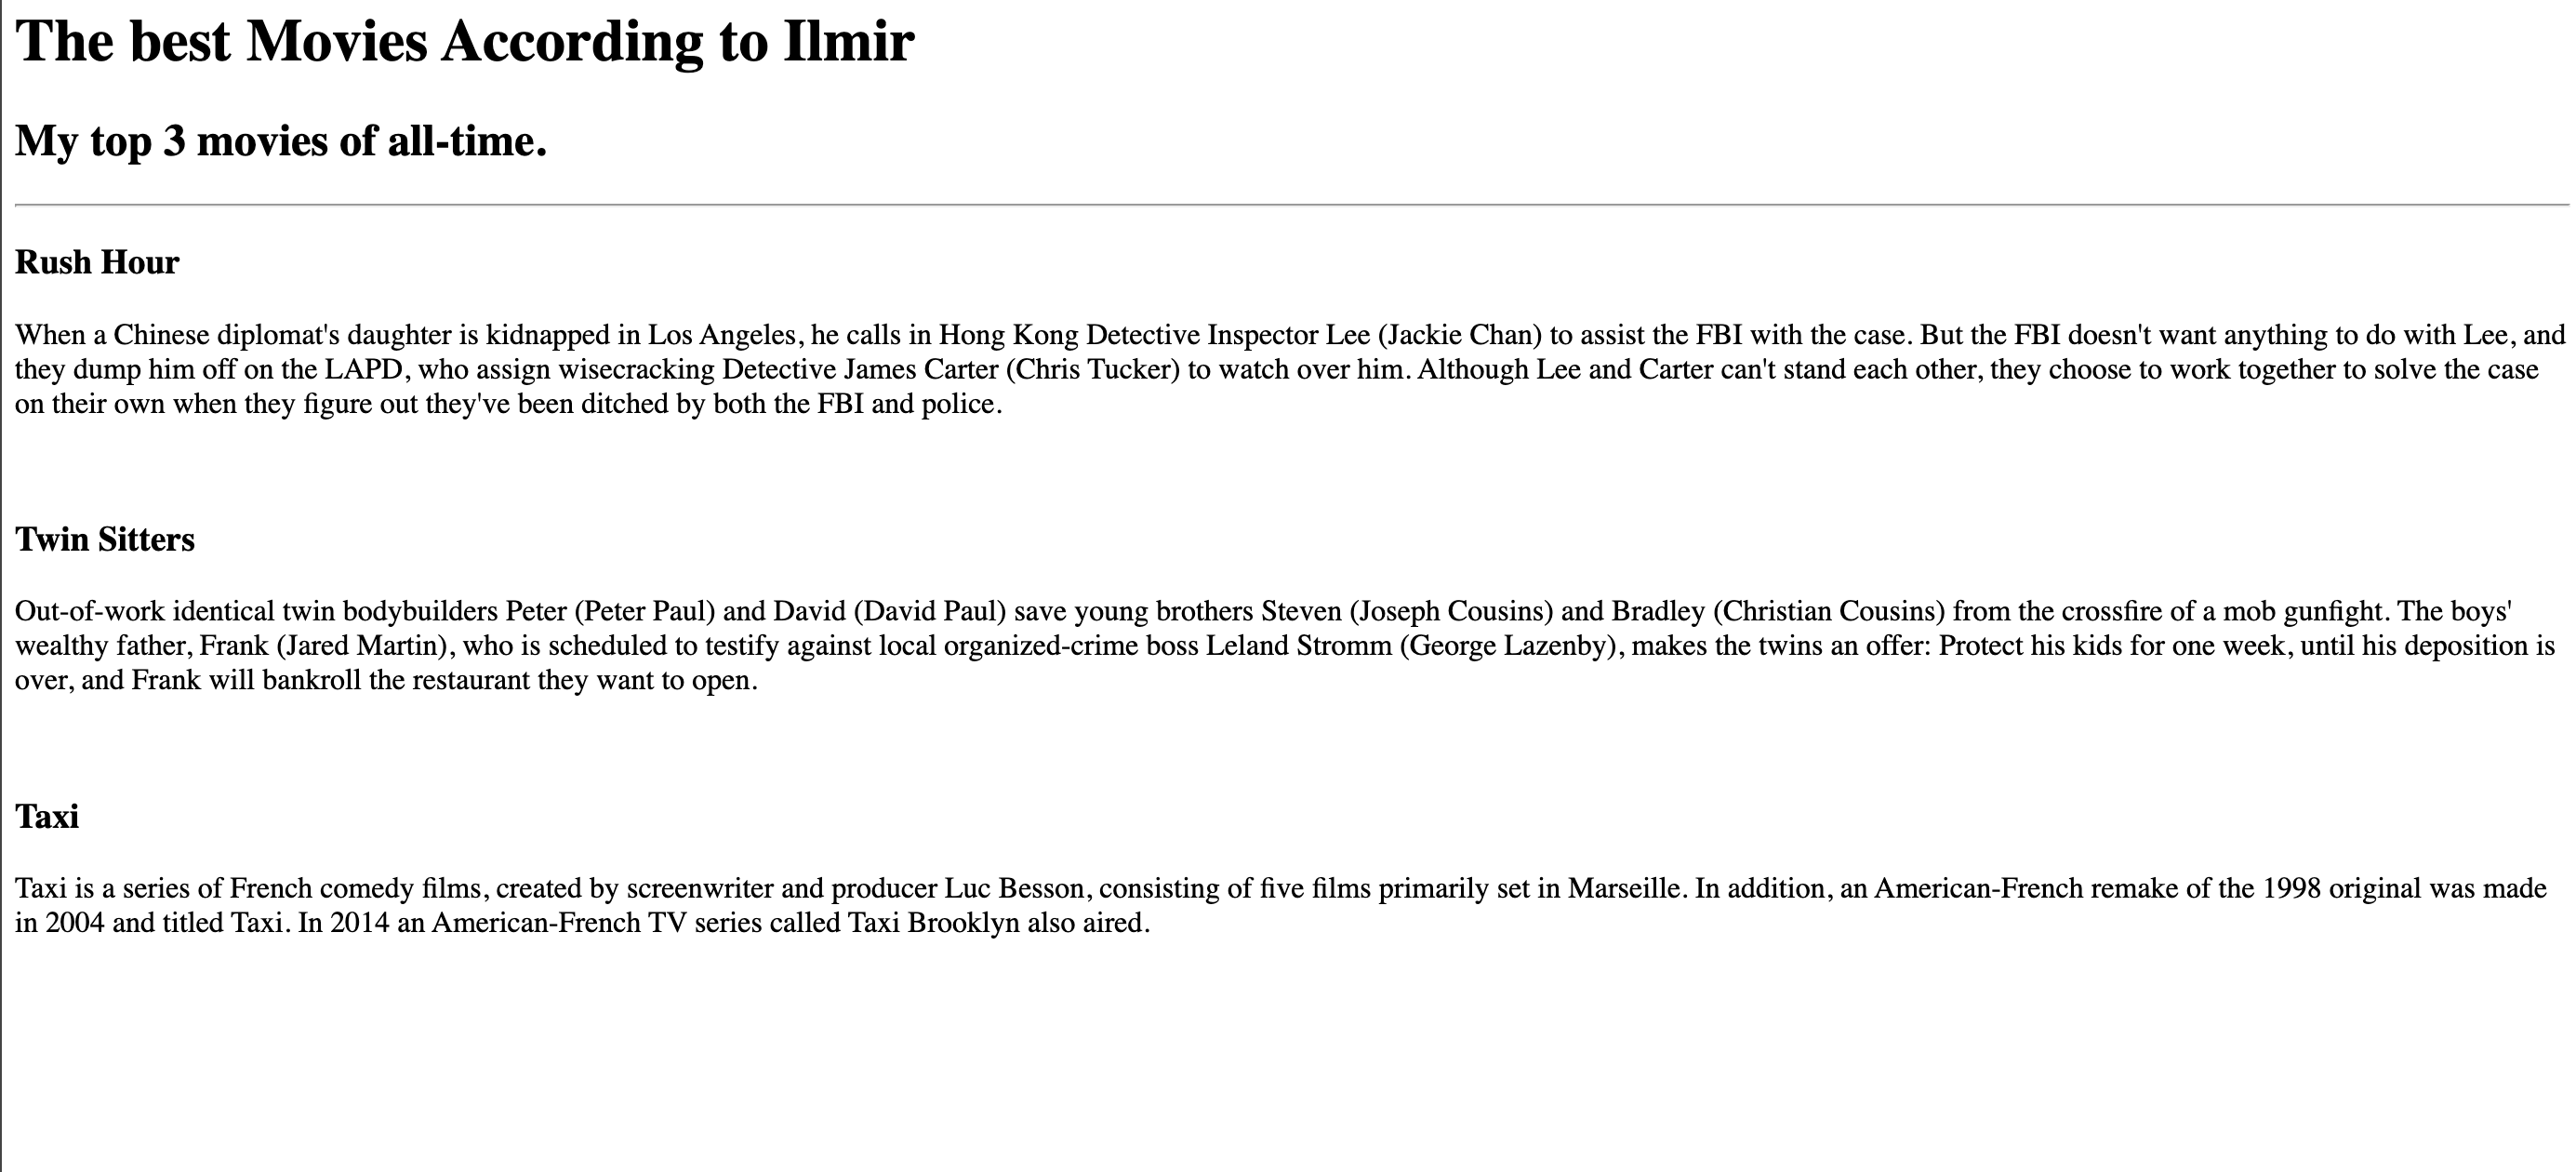 The best Movies According to Ilmir
My top 3 movies of all-time.
Rush Hour
When a Chinese diplomat's daughter is kidnapped in Los Angeles, he calls in Hong Kong Detective Inspector Lee (Jackie Chan) to assist the FBI with the case. But the FBI doesn't want anything to do with Lee, and
they dump him off on the LAPD, who assign wisecracking Detective James Carter (Chris Tucker) to watch over him. Although Lee and Carter can't stand each other, they choose to work together to solve the case
on their own when they figure out they've been ditched by both the FBI and police.
Twin Sitters
Out-of-work identical twin bodybuilders Peter (Peter Paul) and David (David Paul) save young brothers Steven (Joseph Cousins) and Bradley (Christian Cousins) from the crossfire of a mob gunfight. The boys'
wealthy father, Frank (Jared Martin), who is scheduled to testify against local organized-crime boss Leland Stromm (George Lazenby), makes the twins an offer: Protect his kids for one week, until his deposition is
over, and Frank will bankroll the restaurant they want to open.
Taxi
Taxi is a series of French comedy films, created by screenwriter and producer Luc Besson, consisting of five films primarily set in Marseille. In addition, an American-French remake of the 1998 original was made
in 2004 and titled Taxi. In 2014 an American-French TV series called Taxi Brooklyn also aired.